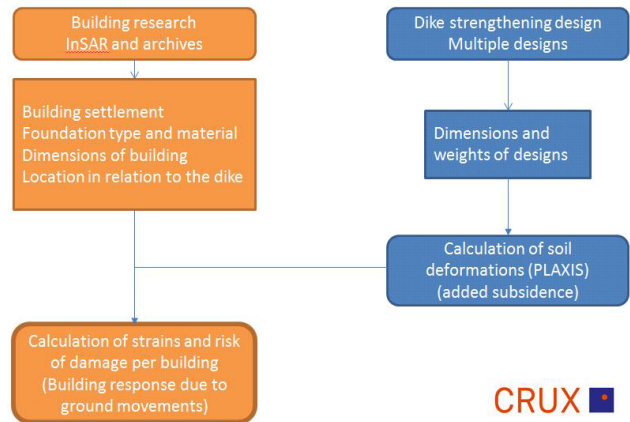 Building research
InSAR and archives
Building settlement
Foundation type and material
Dimensions of building
Location in relation to the dike
Calculation of strains and risk
of damage per building
(Building response due to
ground movements)
Dike strengthening design
Multiple designs
Dimensions and
weights of designs
Calculation of soil
deformations (PLAXIS)
(added subsidence)
CRUX